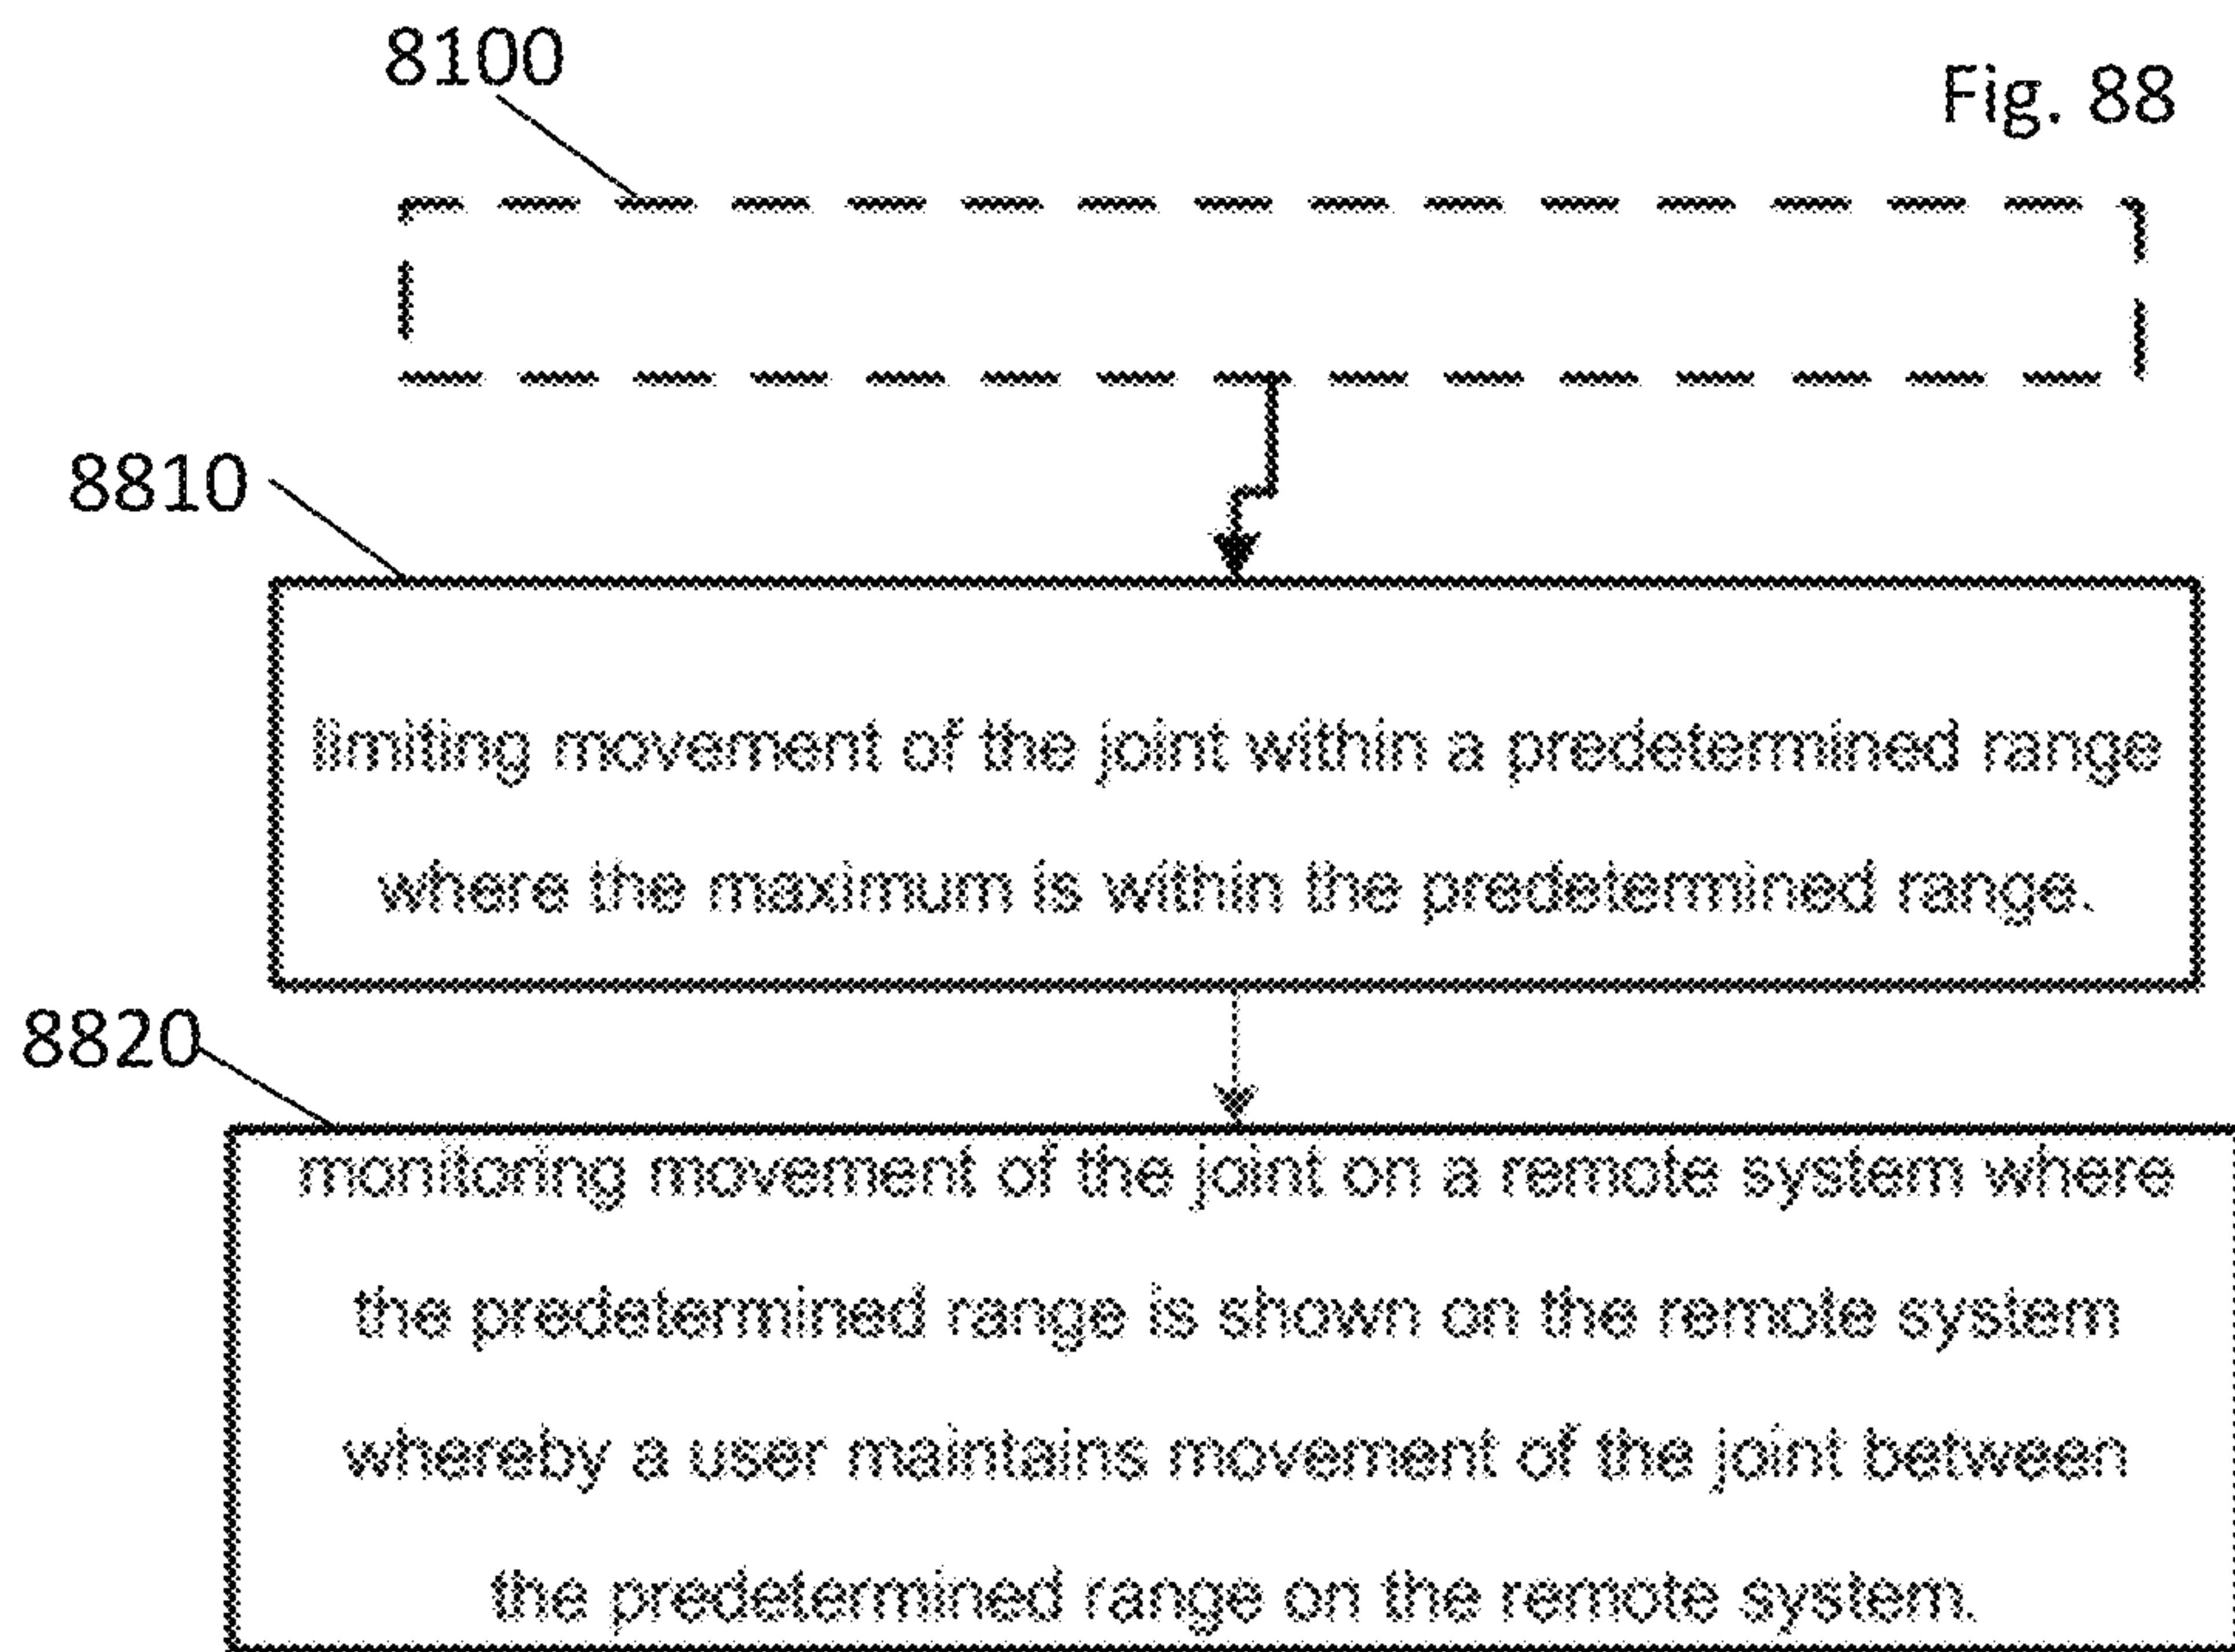 8100
Fig. 88
8810
limiting movement of the joint within a predetermined range
where the maximum is within the predetermined range.
8820
monitoring movement of the joint on a remote system where
the predetermined range is shown on the remote system
whereby a user maintains movement of the joint between
the predetermined range on the remote system.